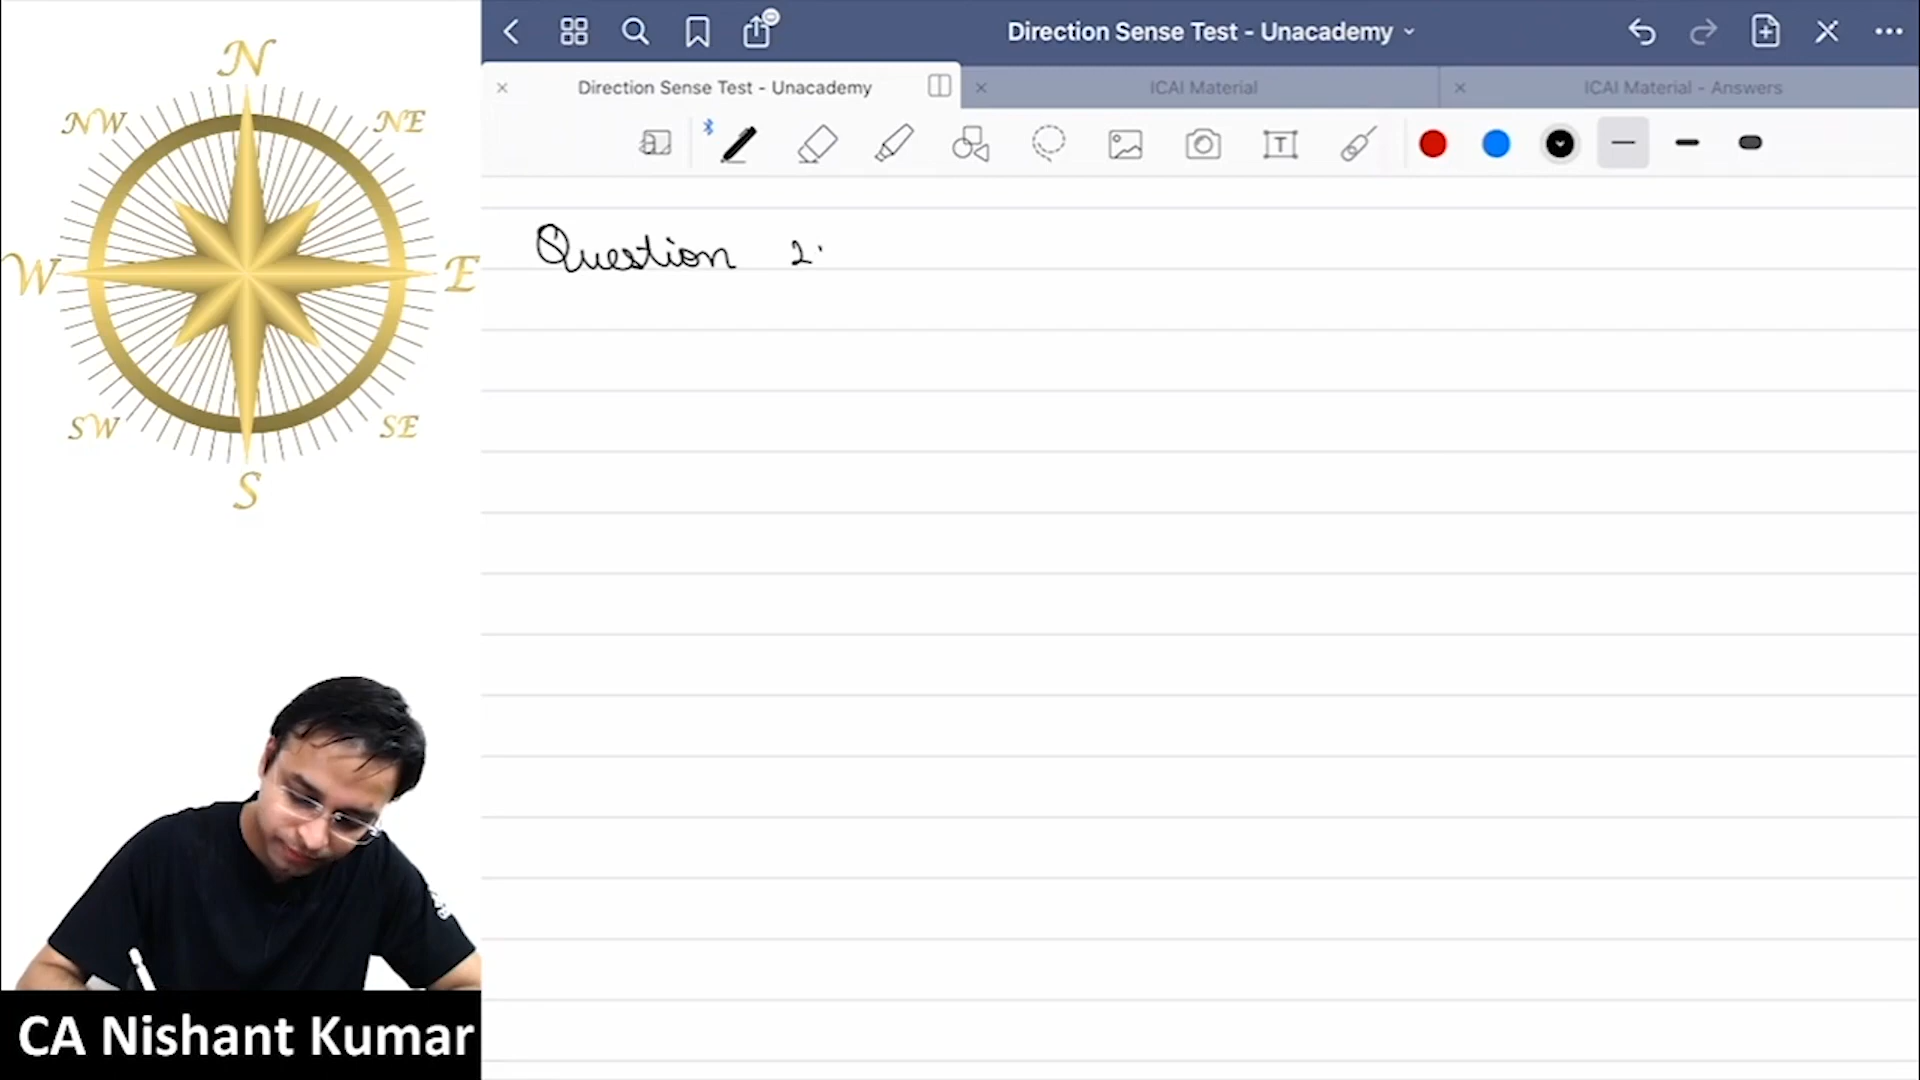 N
NW
NE
W
E
SW
SE
S
CA Nishant Kumar
Direction Sense Test - Unacademy
Direction Sense Test - Unacademy
ICAI Material
ICAI Material - Answers
T
Question 2.